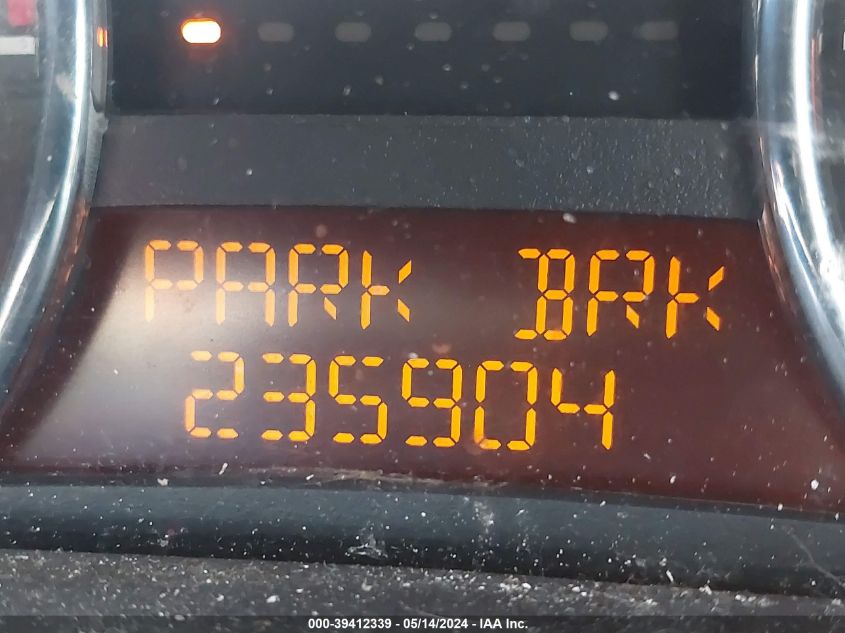 PARK BRK
235904
000-39412339 - 05/14/2024 - IAA Inc.